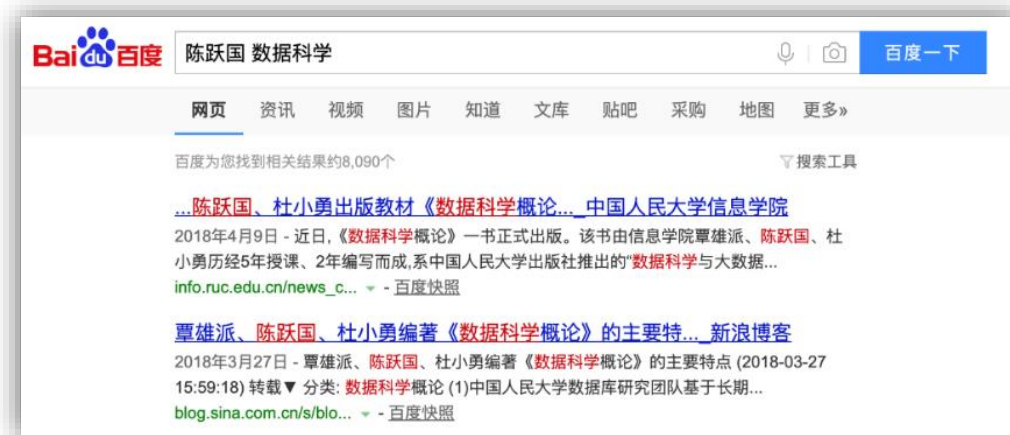 Bai du 百度 陈跃国 数据科学 百度一下
网页 资讯 视频 图片 知道 文库 贴吧 采购 地图 更多»
百度为您找到相关结果约8,090个 搜索工具
...陈跃国、杜小勇出版教材《数据科学概论..._中国人民大学信息学院
2018年4月9日 - 近日,《数据科学概论》一书正式出版。该书由信息学院覃雄派、陈跃国、杜
小勇历经5年授课、2年编写而成,系中国人民大学出版社推出的“数据科学与大数据...
info.ruc.edu.cn/news_c... - 百度快照
覃雄派、陈跃国、杜小勇编著《数据科学概论》的主要特..._新浪博客
2018年3月27日 - 覃雄派、陈跃国、杜小勇编著《数据科学概论》的主要特点 (2018-03-27
15:59:18) 转载▼ 分类: 数据科学概论 (1)中国人民大学数据库研究团队基于长期...
blog.sina.com.cn/s/blo... - 百度快照